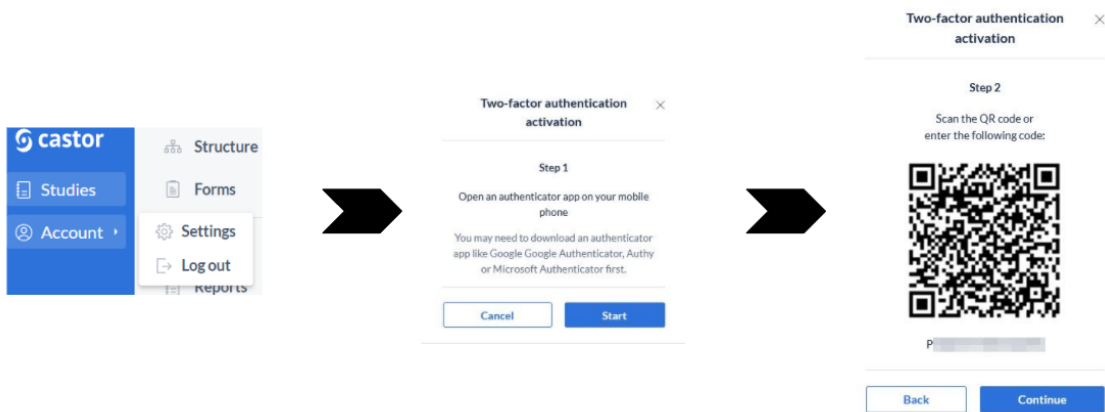 castor
Studies
Account
Structure
Forms
Settings
Log out
Reports
Two-factor authentication
activation
Step 1
Open an authenticator app on your mobile
phone
You may need to download an authenticator
app like Google Google Authenticator, Authy
or Microsoft Authenticator first.
Cancel
Start
Two-factor authentication
activation
Step 2
Scan the QR code or
enter the following code:
P
Back
Continue